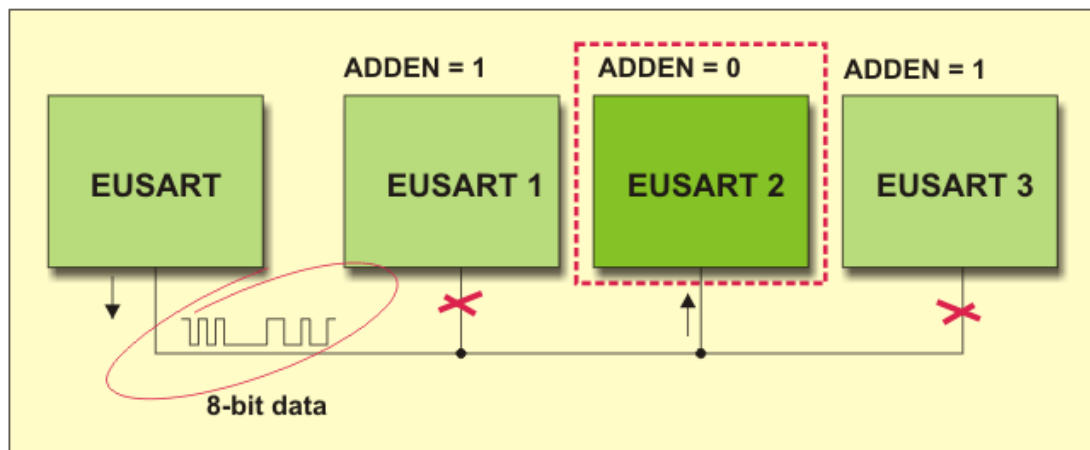 ADDEN = 1
ADDEN = 0
ADDEN = 1
EUSART
EUSART 1
EUSART 2
EUSART 3
8-bit data